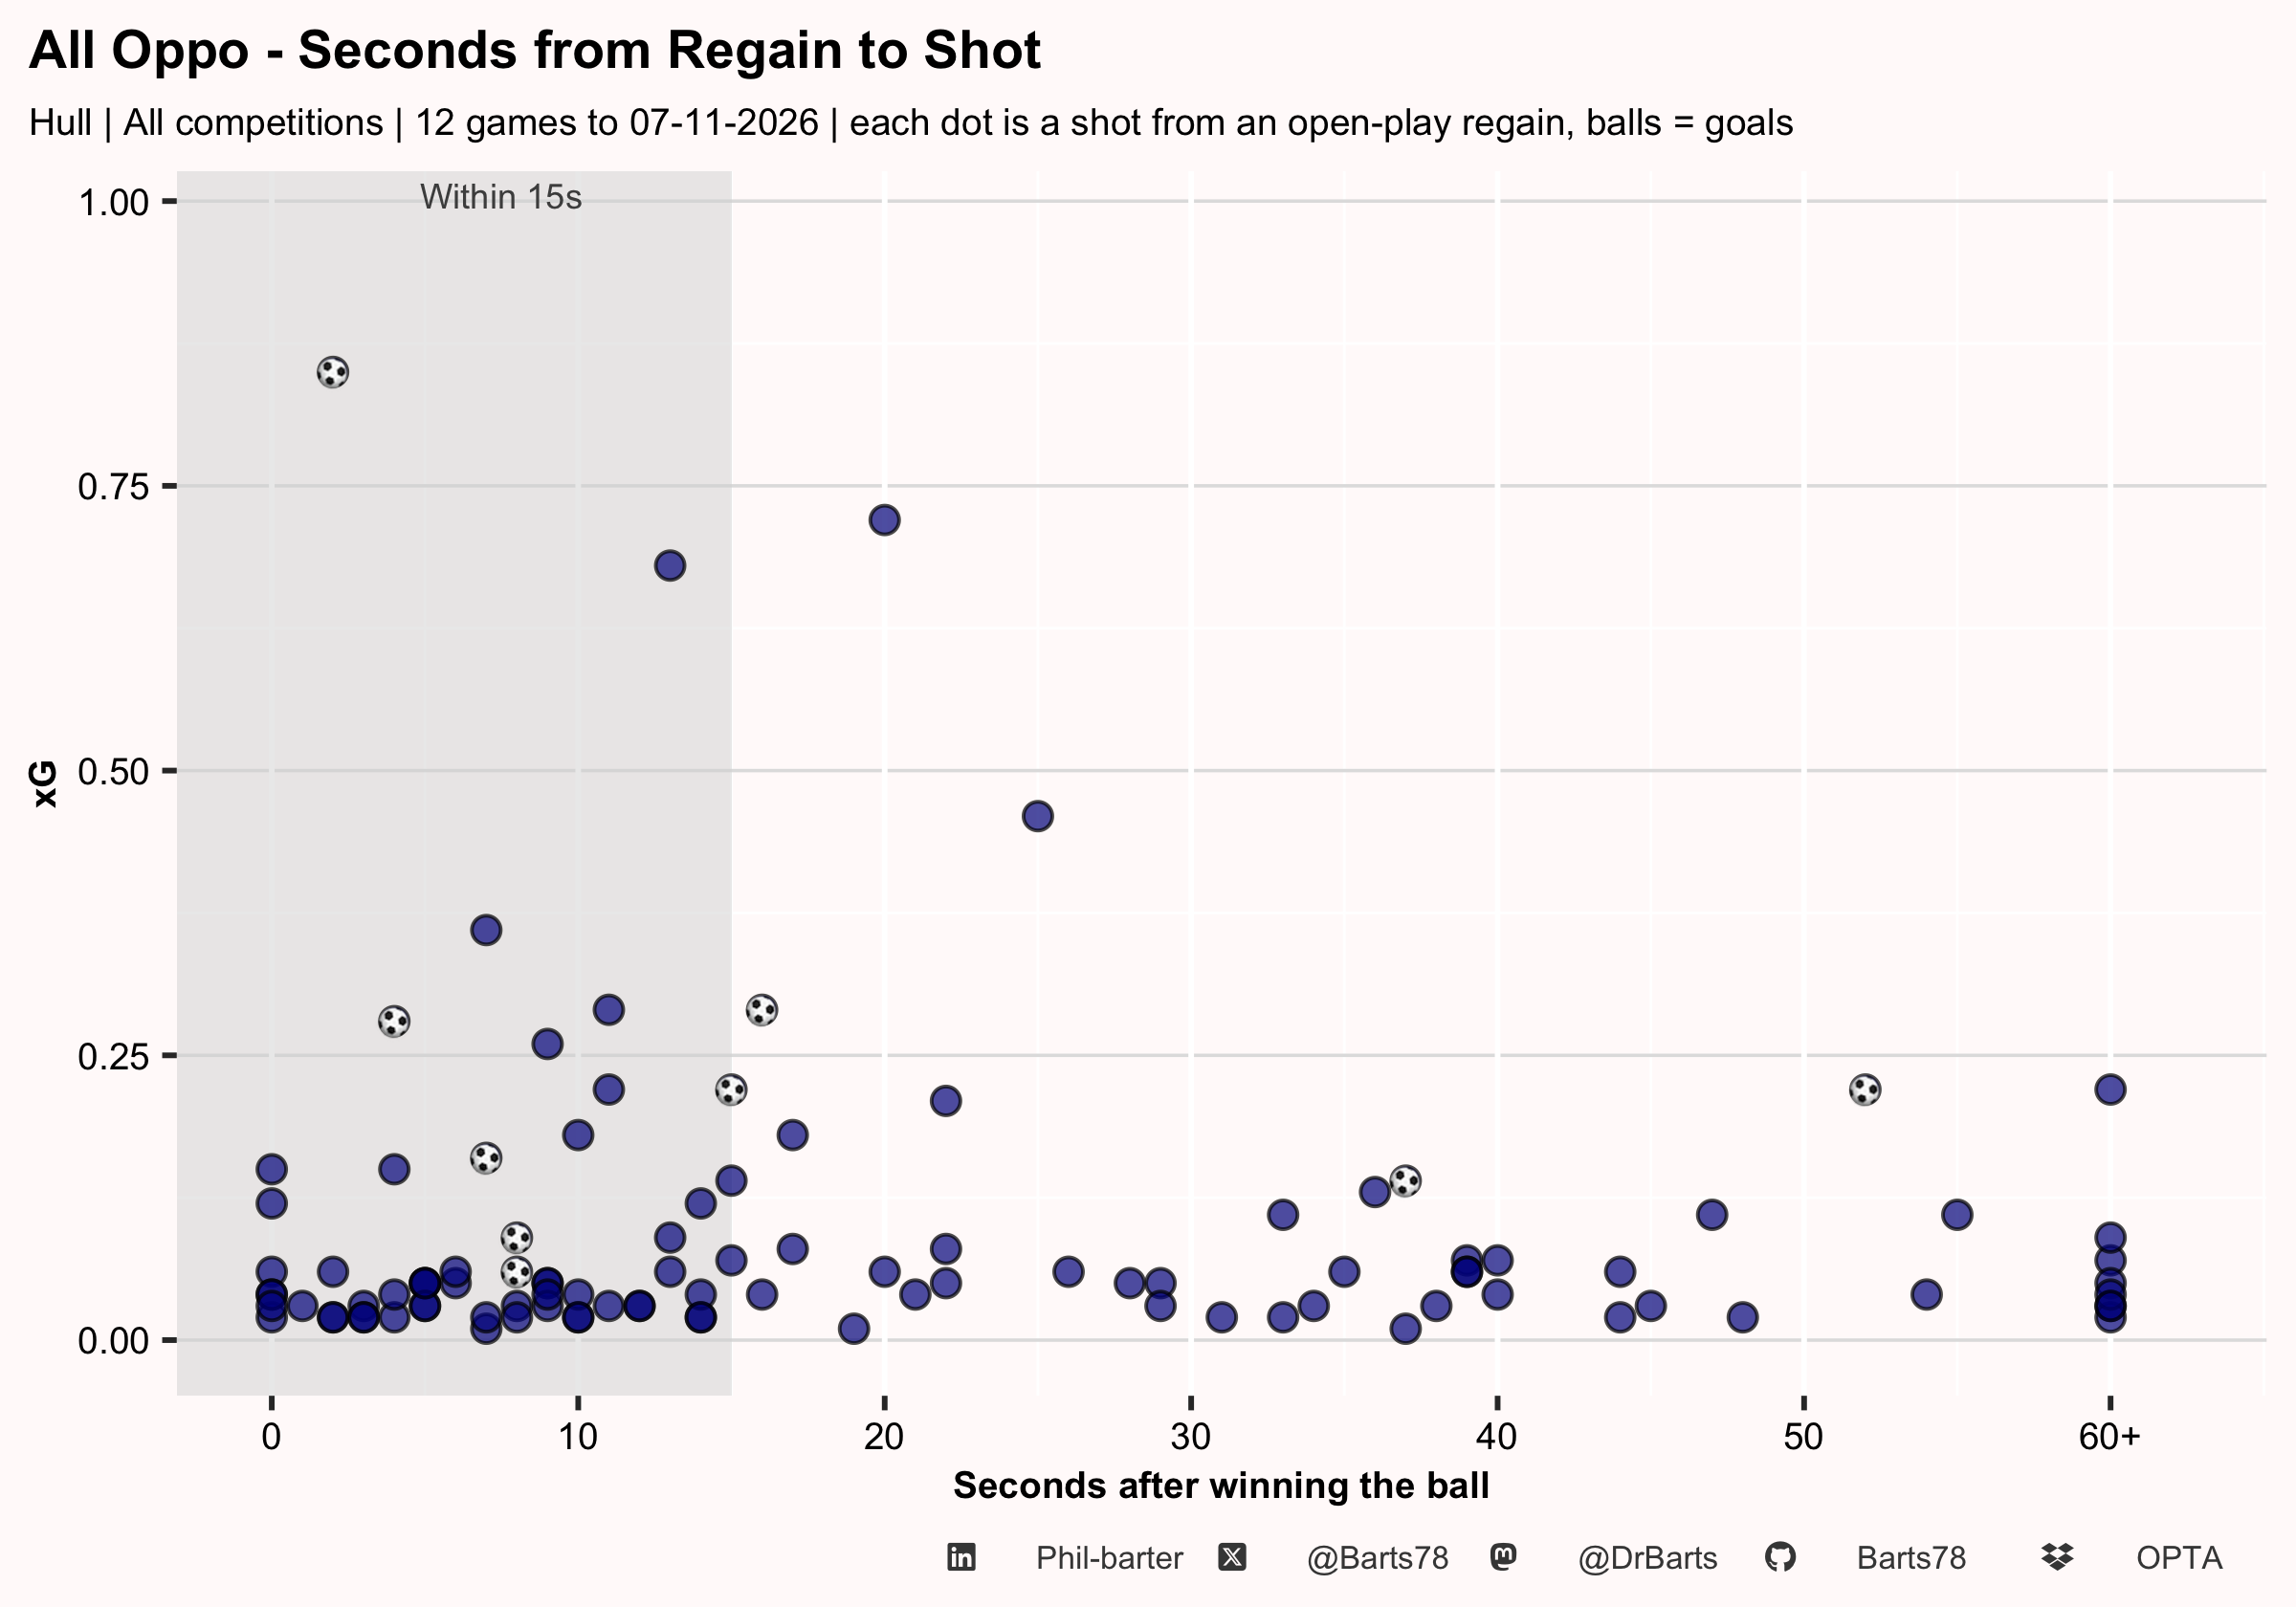 All Oppo - Seconds from Regain to Shot
Hull | All competitions | 12 games to 07-11-2026 | each dot is a shot from an open-play regain, balls = goals
Within 15s
1.00
0.75
0.50
0.25
0.00
xG
0 10 20 30 40 50 60+
Seconds after winning the ball
Phil-barter @Barts78 @DrBarts Barts78 OPTA